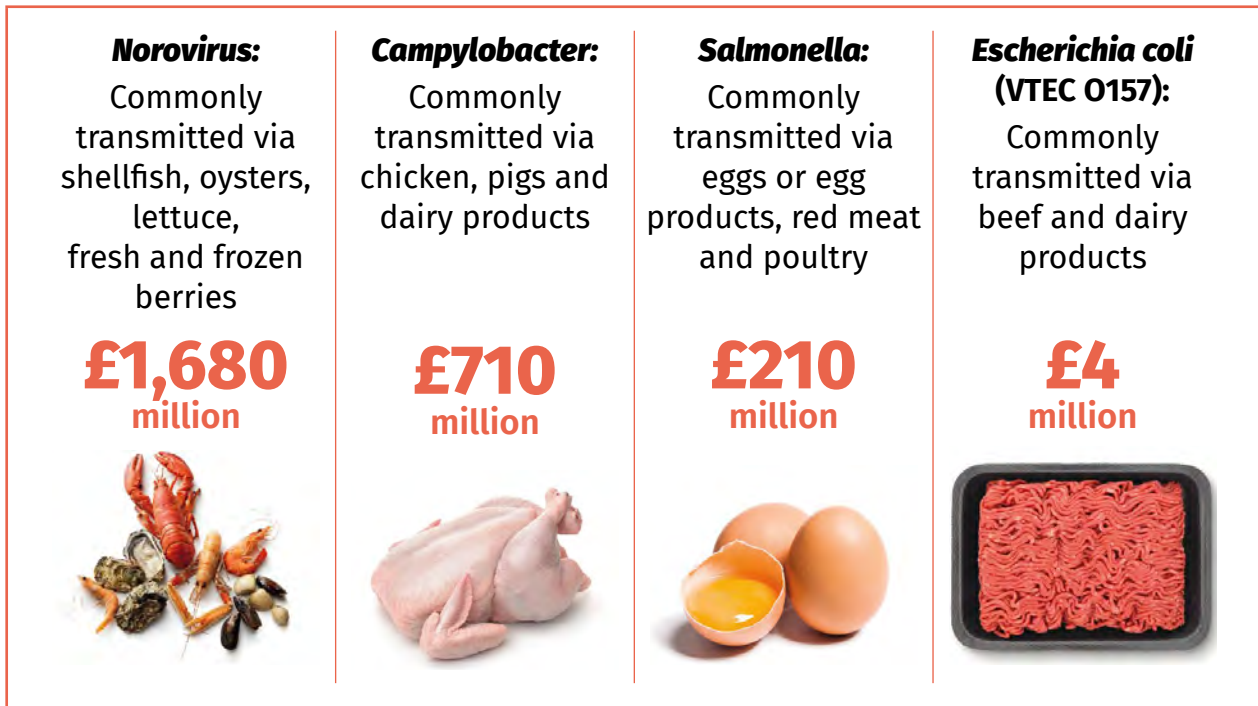 Norovirus:
Commonly
transmitted via
shellfish, oysters,
lettuce,
fresh and frozen
berries
£1,680
million
Campylobacter:
Commonly
transmitted via
chicken, pigs and
dairy products
£710
million
Salmonella:
Commonly
transmitted via
eggs or egg
products, red meat
and poultry
£210
million
Escherichia coli
(VTEC O157):
Commonly
transmitted via
beef and dairy
products
£4
million